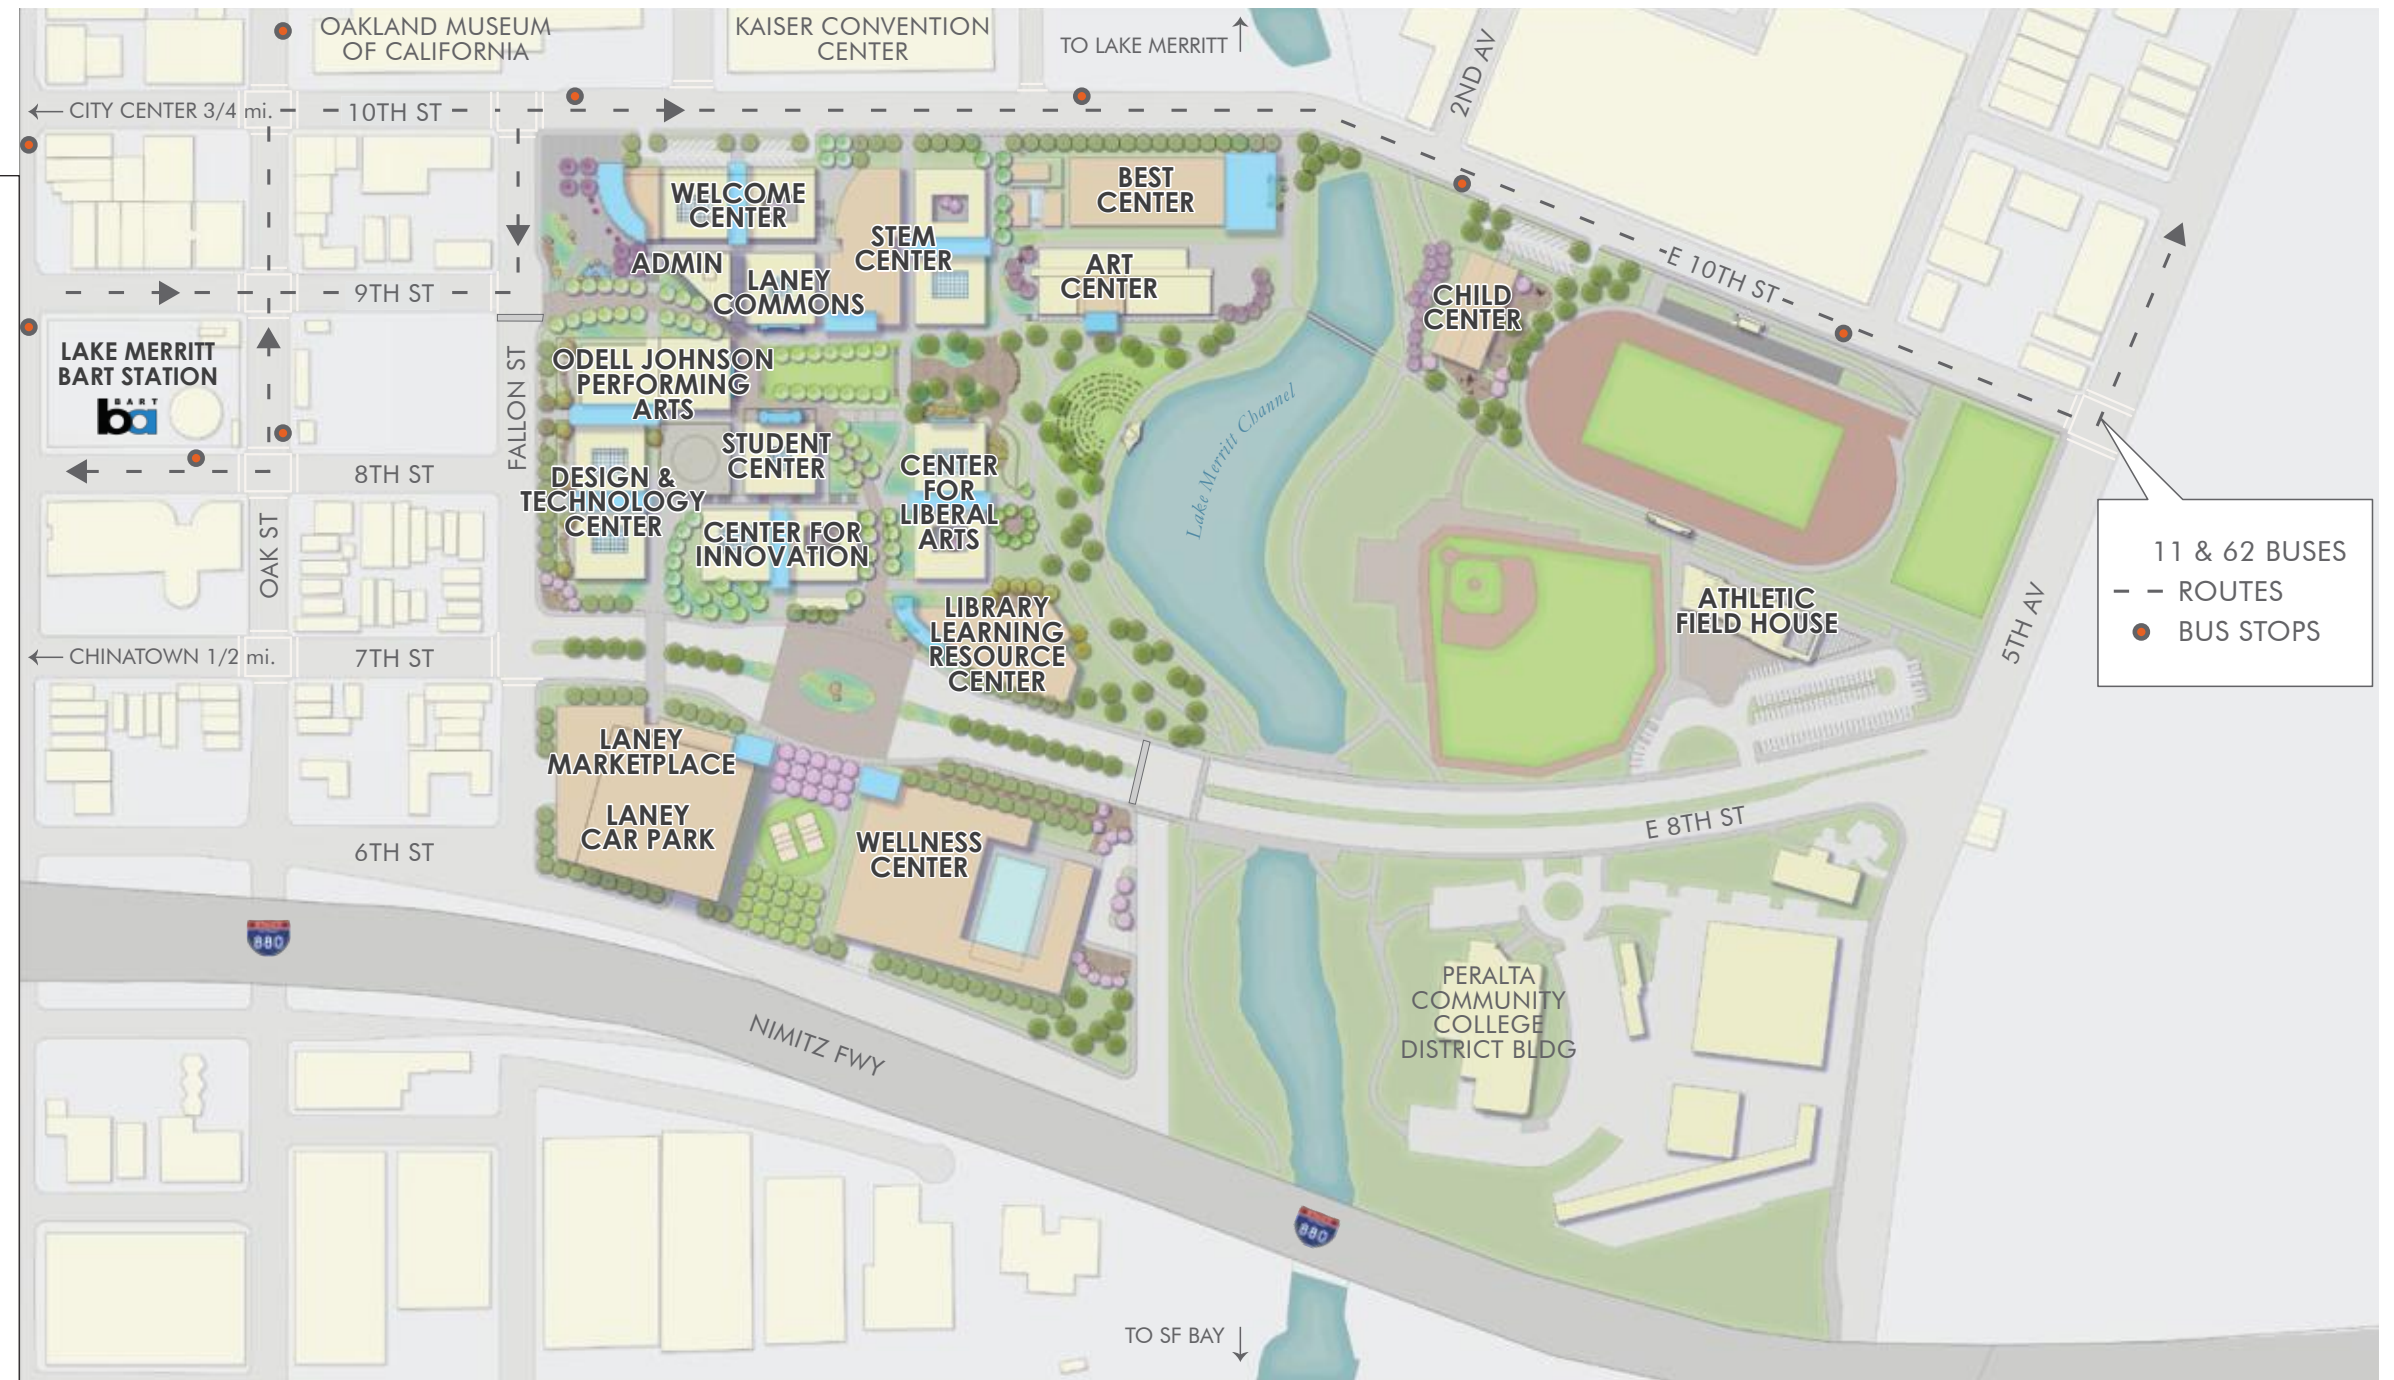 OAKLAND MUSEUM
OF CALIFORNIA
KAISER CONVENTION
CENTER
TO LAKE MERRITT ↑
2ND AV
← CITY CENTER 3/4 mi.
10TH ST
WELCOME
CENTER
BEST
CENTER
STEM
CENTER
ADMIN
LANEY
COMMONS
ART
CENTER
E 10TH ST
CHILD
CENTER
9TH ST
LAKE MERRITT
BART STATION
BART
ba
FALLON ST
ODELL JOHNSON
PERFORMING
ARTS
STUDENT
CENTER
Lake Merritt Channel
8TH ST
DESIGN &
TECHNOLOGY
CENTER
CENTER
FOR
LIBERAL
ARTS
CENTER FOR
INNOVATION
OAK ST
11 & 62 BUSES
ROUTES
BUS STOPS
ATHLETIC
FIELD HOUSE
5TH AV
LIBRARY
LEARNING
RESOURCE
CENTER
← CHINATOWN 1/2 mi.
7TH ST
LANEY
MARKETPLACE
LANEY
CAR PARK
WELLNESS
CENTER
E 8TH ST
6TH ST
880
PERALTA
COMMUNITY
COLLEGE
DISTRICT BLDG
NIMITZ FWY
880
TO SF BAY ↓